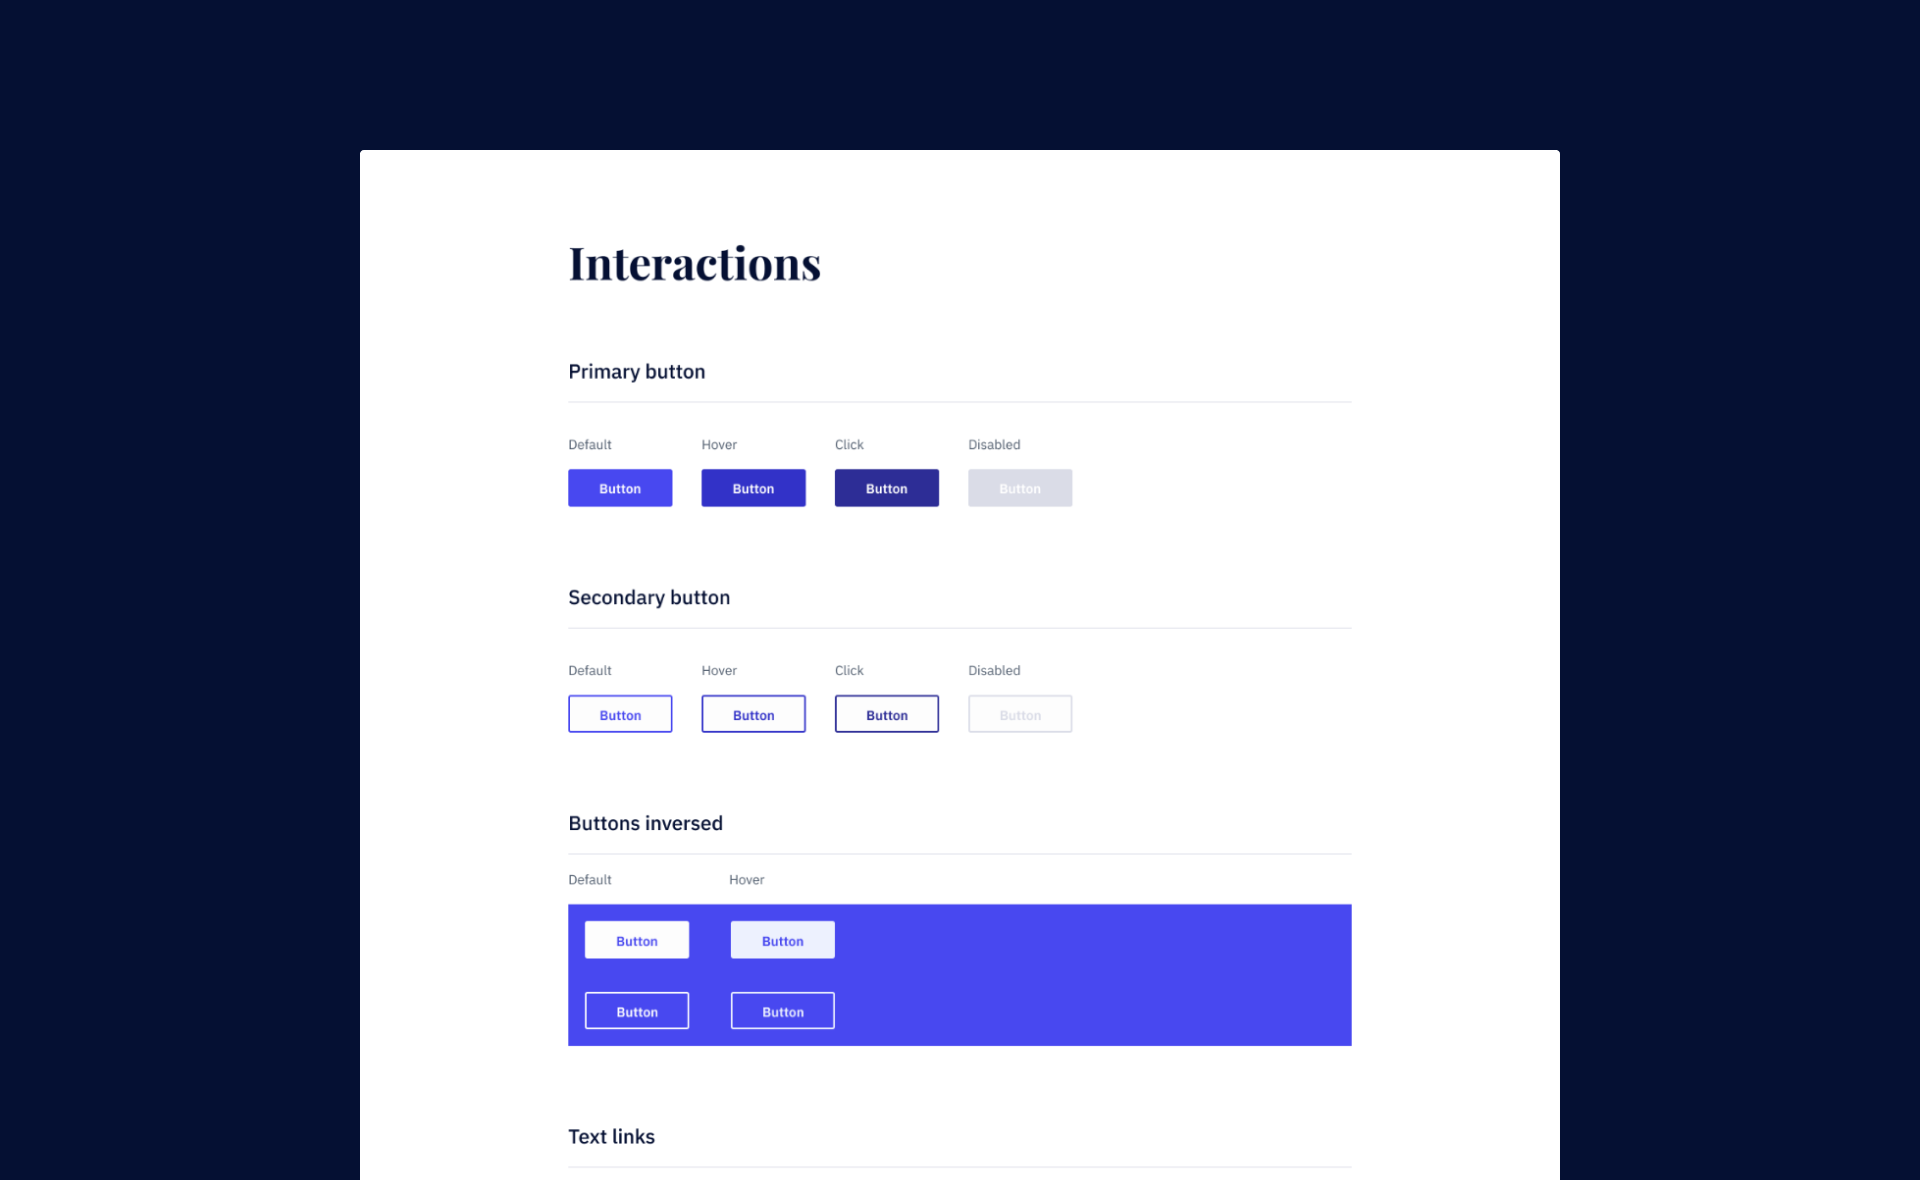 Interactions
Primary button
Default Hover Click Disabled
Button Button Button Button
Secondary button
Default Hover Click Disabled
Button Button Button Button
Buttons inversed
Default Hover
Button Button
Button Button
Text links